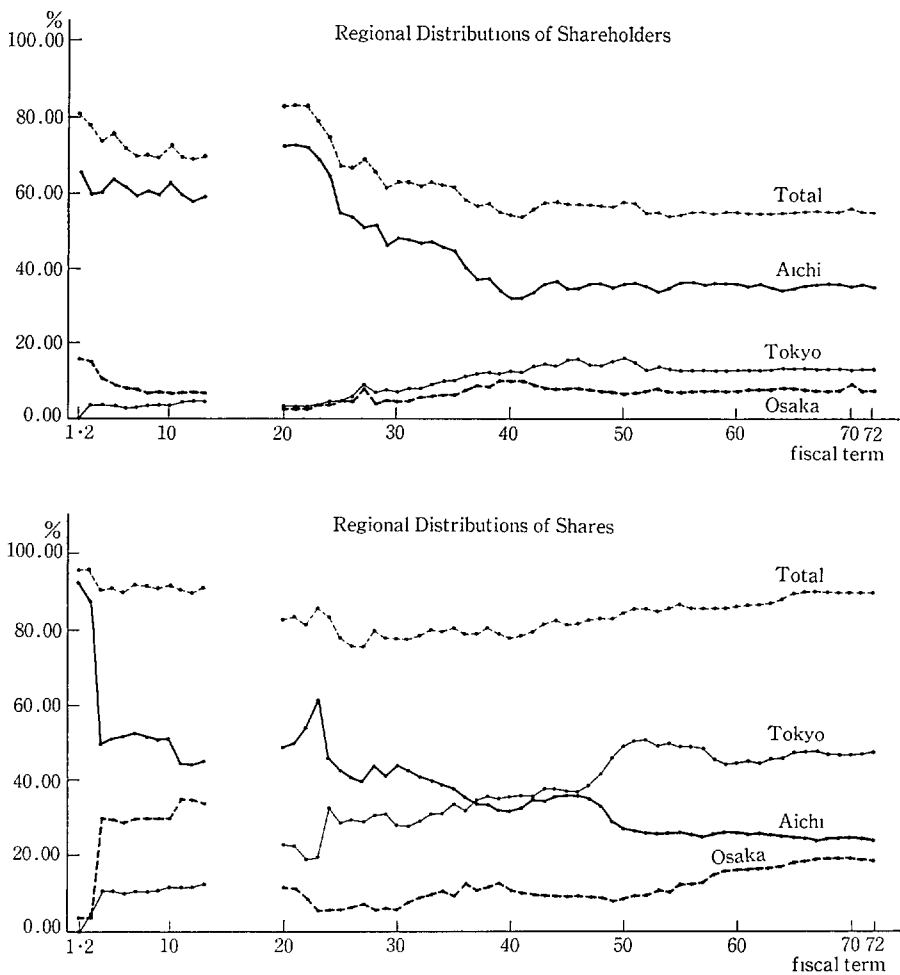 %
Regional Distributions of Shareholders
100.00
80.00
Total
60.00
40.00
Aichi
20.00
Tokyo
Osaka
0.00
1·2 10 20 30 40 50 60 70 72
fiscal term
%
Regional Distributions of Shares
100.00
Total
80.00
60.00
Tokyo
40.00
Aichi
20.00
Osaka
0.00
1·2 10 20 30 40 50 60 70 72
fiscal term